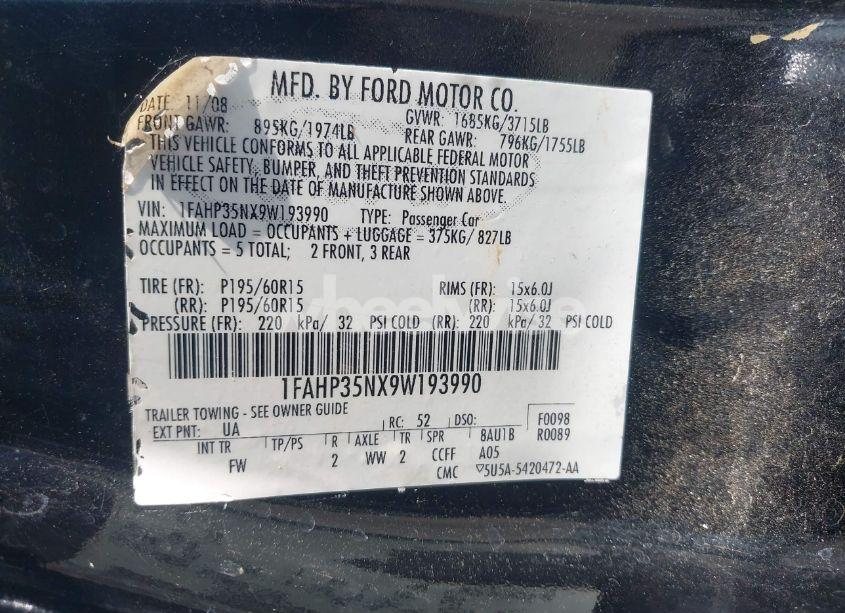 MFD. BY FORD MOTOR CO.
DATE: 11/08 GVWR: 1685KG/3715LB
FRONT GAWR: 895KG/1974LB REAR GAWR: 796KG/1755LB
THIS VEHICLE CONFORMS TO ALL APPLICABLE FEDERAL MOTOR
VEHICLE SAFETY, BUMPER, AND THEFT PREVENTION STANDARDS
IN EFFECT ON THE DATE OF MANUFACTURE SHOWN ABOVE.
VIN: 1FAHP35NX9W193990 TYPE: Passenger Car
MAXIMUM LOAD = OCCUPANTS + LUGGAGE = 375KG/ 827LB
OCCUPANTS = 5 TOTAL; 2 FRONT, 3 REAR
TIRE (FR): P195/60R15 RIMS (FR): 15x6.0J
(RR): P195/60R15 (RR): 15x6.0J
PRESSURE (FR): 220 kPa/ 32 PSI COLD (RR): 220 kPa/ 32 PSI COLD
1FAHP35NX9W193990
TRAILER TOWING - SEE OWNER GUIDE
EXT PNT: UA RC: 52 DSO: F0098
INT TR TP/PS R AXLE TR SPR 8AU1B R0089
FW 2 WW 2 CCFF A05
CMC ▽5U5A-5420472-AA